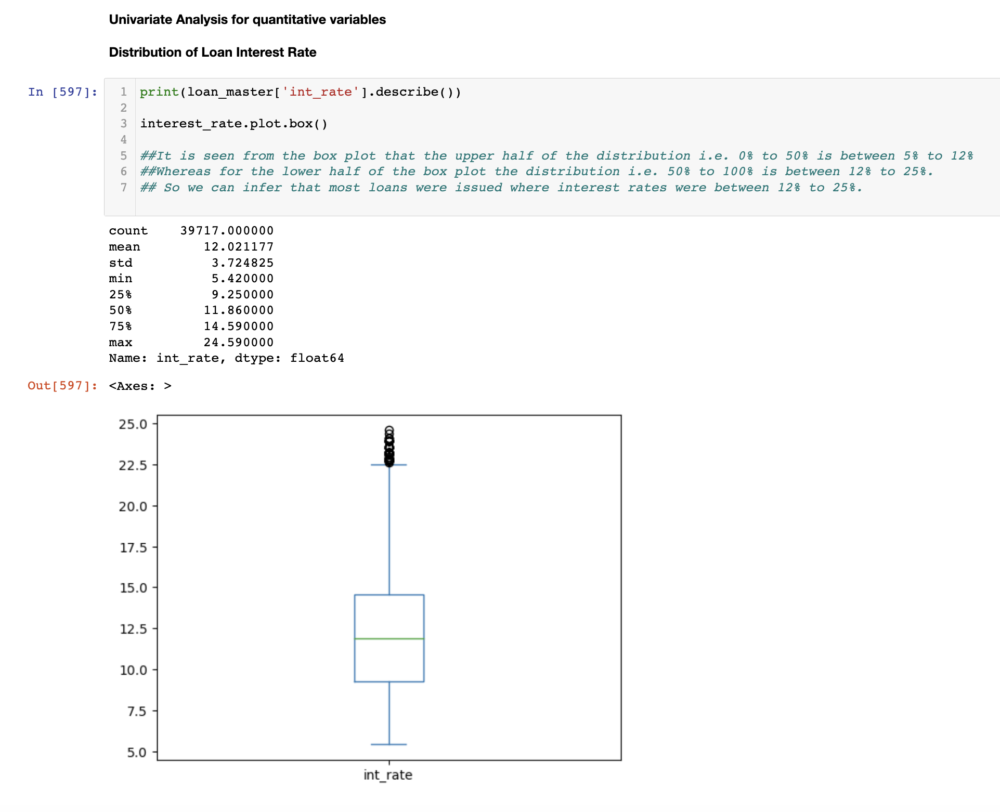 Univariate Analysis for quantitative variables
Distribution of Loan Interest Rate
In [597]:
1 print(loan_master['int_rate'].describe())
2
3 interest_rate.plot.box()
4
5 ##It is seen from the box plot that the upper half of the distribution i.e. 0% to 50% is between 5% to 12%
6 ##Whereas for the lower half of the box plot the distribution i.e. 50% to 100% is between 12% to 25%.
7 ## So we can infer that most loans were issued where interest rates were between 12% to 25%.
count 39717.000000
mean 12.021177
std 3.724825
min 5.420000
25% 9.250000
50% 11.860000
75% 14.590000
max 24.590000
Name: int_rate, dtype: float64
Out[597]: <Axes: >
25.0
22.5
20.0
17.5
15.0
12.5
10.0
7.5
5.0
int_rate